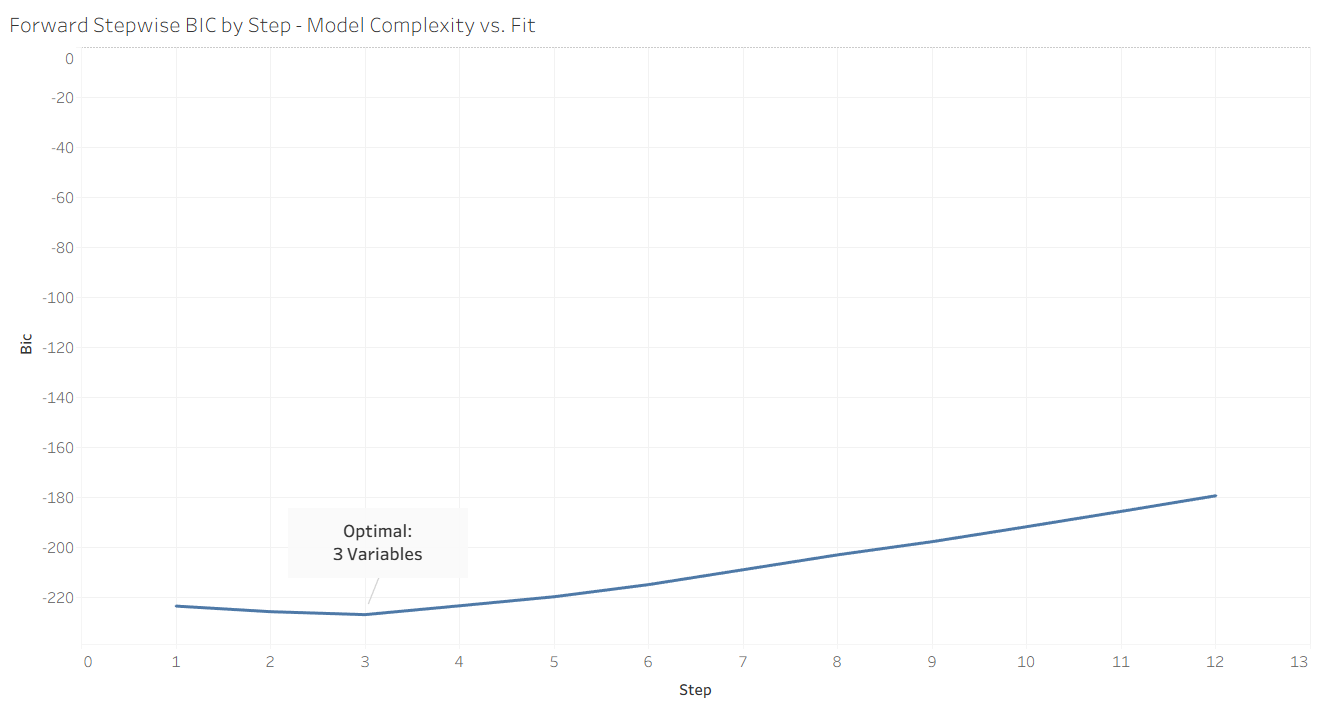 Forward Stepwise BIC by Step - Model Complexity vs. Fit
0
-20
-40
-60
-80
-100
-120
-140
-160
-180
-200
-220
Bic
Optimal:
3 Variables
0 1 2 3 4 5 6 7 8 9 10 11 12 13
Step